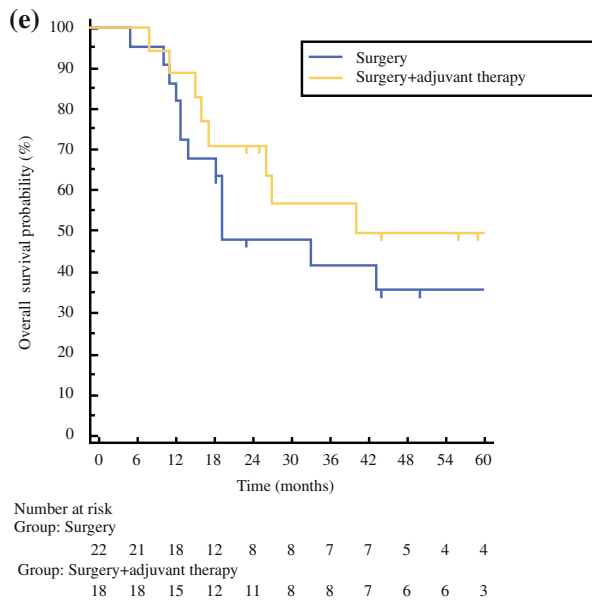 (e)
Surgery
Surgery+adjuvant therapy
Overall survival probability (%)
100
90
80
70
60
50
40
30
20
10
0
0 6 12 18 24 30 36 42 48 54 60
Time (months)
Number at risk
Group: Surgery
22 21 18 12 8 8 7 7 5 4 4
Group: Surgery+adjuvant therapy
18 18 15 12 11 8 8 7 6 6 3